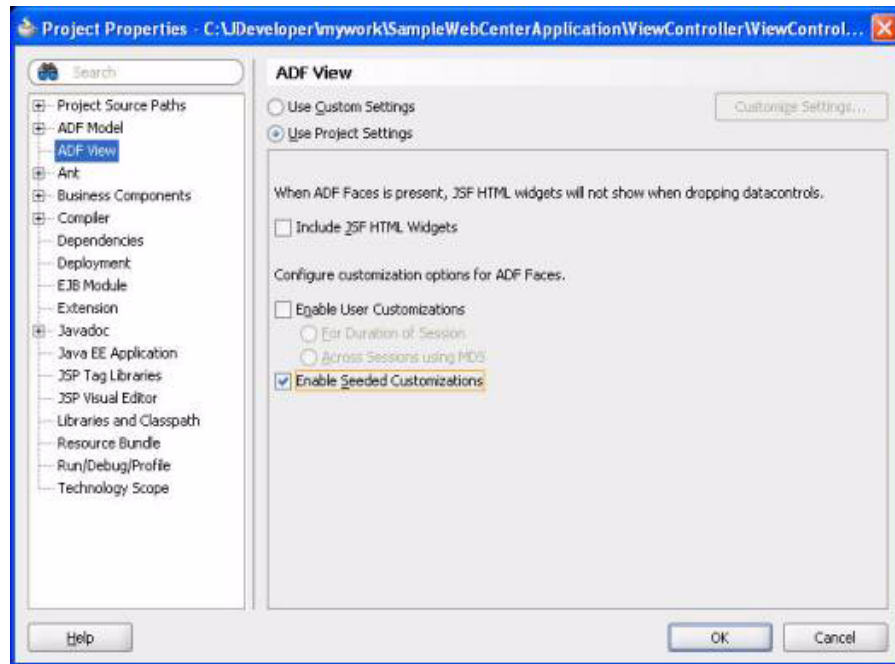 Project Properties - C:\JDeveloper\mywork\SampleWebCenterApplication\ViewController\ViewControl...
Search
Project Source Paths
ADF Model
ADF View
Ant
Business Components
Compiler
Dependencies
Deployment
EJB Module
Extension
Javadoc
Java EE Application
JSP Tag Libraries
JSP Visual Editor
Libraries and Classpath
Resource Bundle
Run/Debug/Profile
Technology Scope
ADF View
Use Custom Settings
Customize Settings...
Use Project Settings
When ADF Faces is present, JSF HTML widgets will not show when dropping datacontrols.
Include JSF HTML Widgets
Configure customization options for ADF Faces.
Enable User Customizations
For Duration of Session
Across Sessions using MDS
Enable Seeded Customizations
Help
OK
Cancel